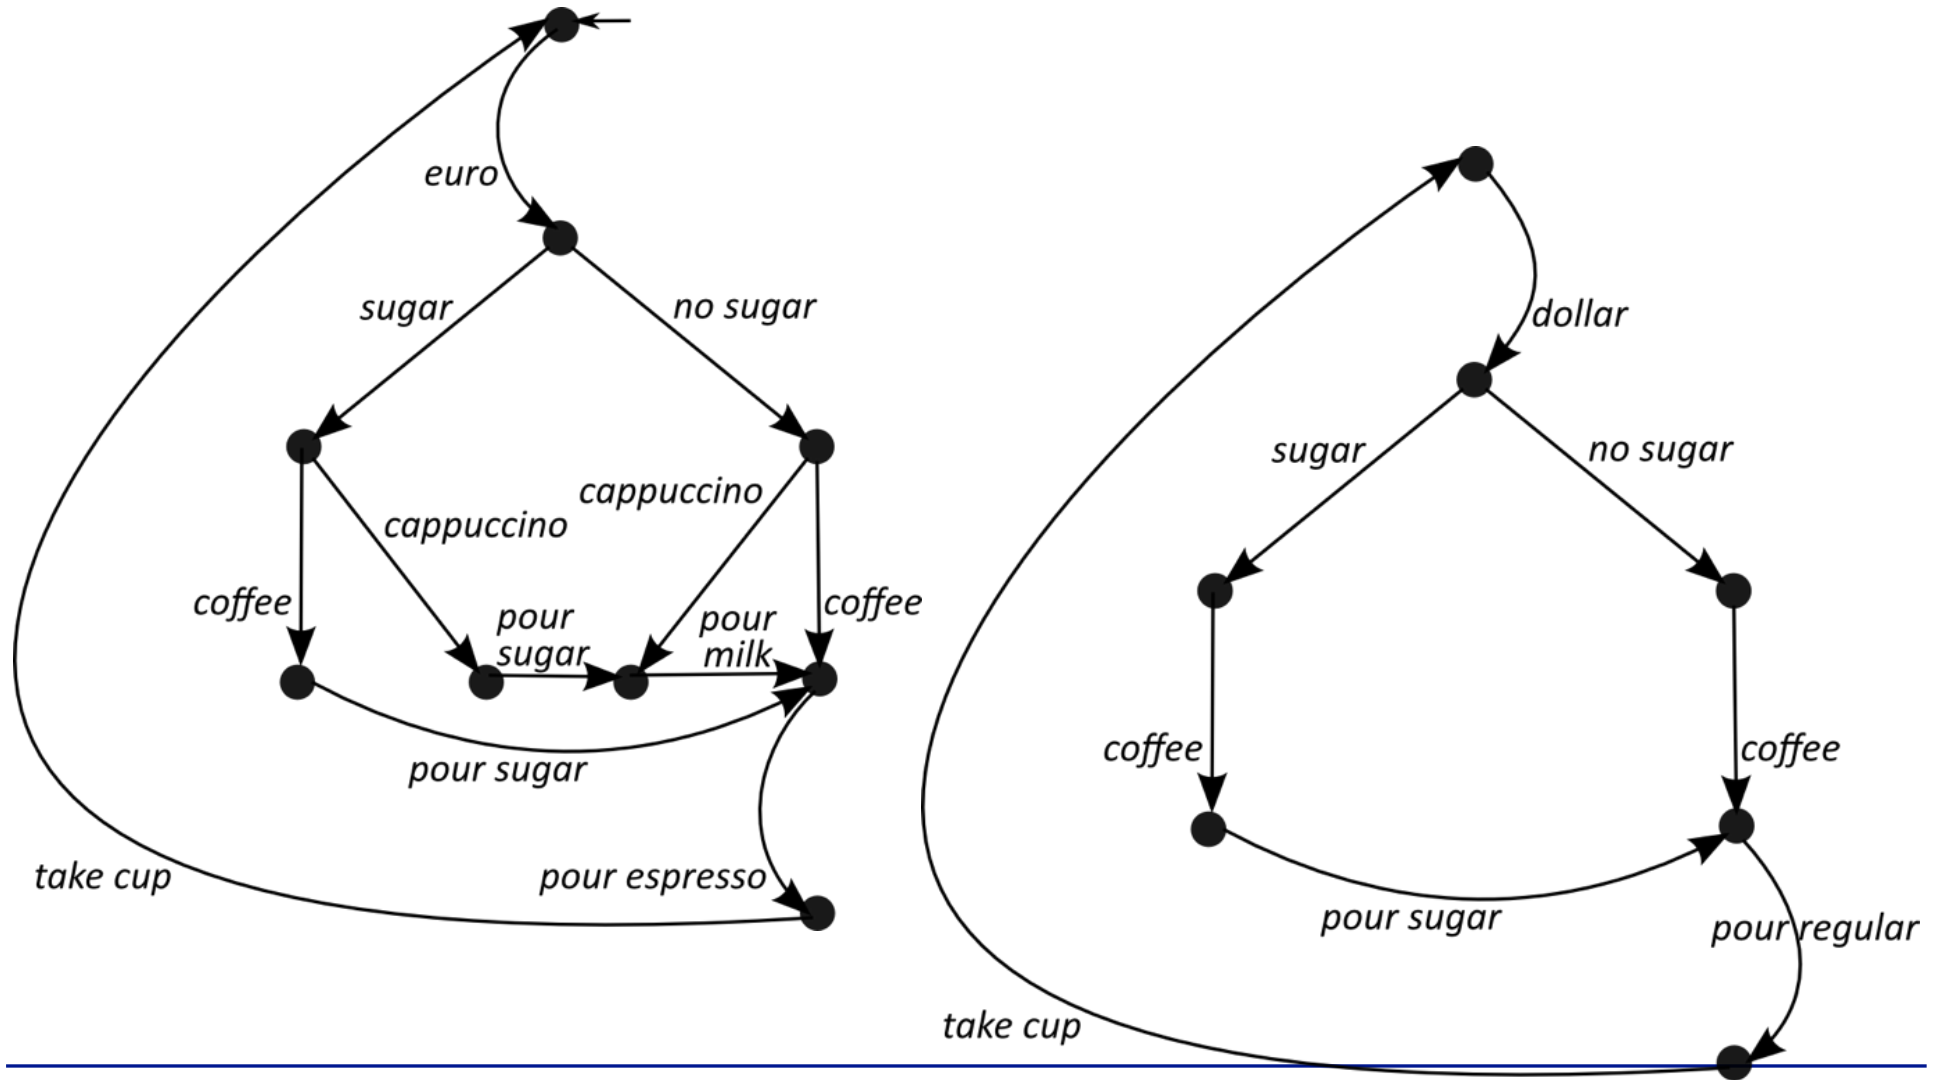 euro
sugar
no sugar
cappuccino
cappuccino
coffee
pour
sugar
pour
milk
coffee
pour sugar
take cup
pour espresso
dollar
sugar
no sugar
coffee
coffee
pour sugar
pour regular
take cup